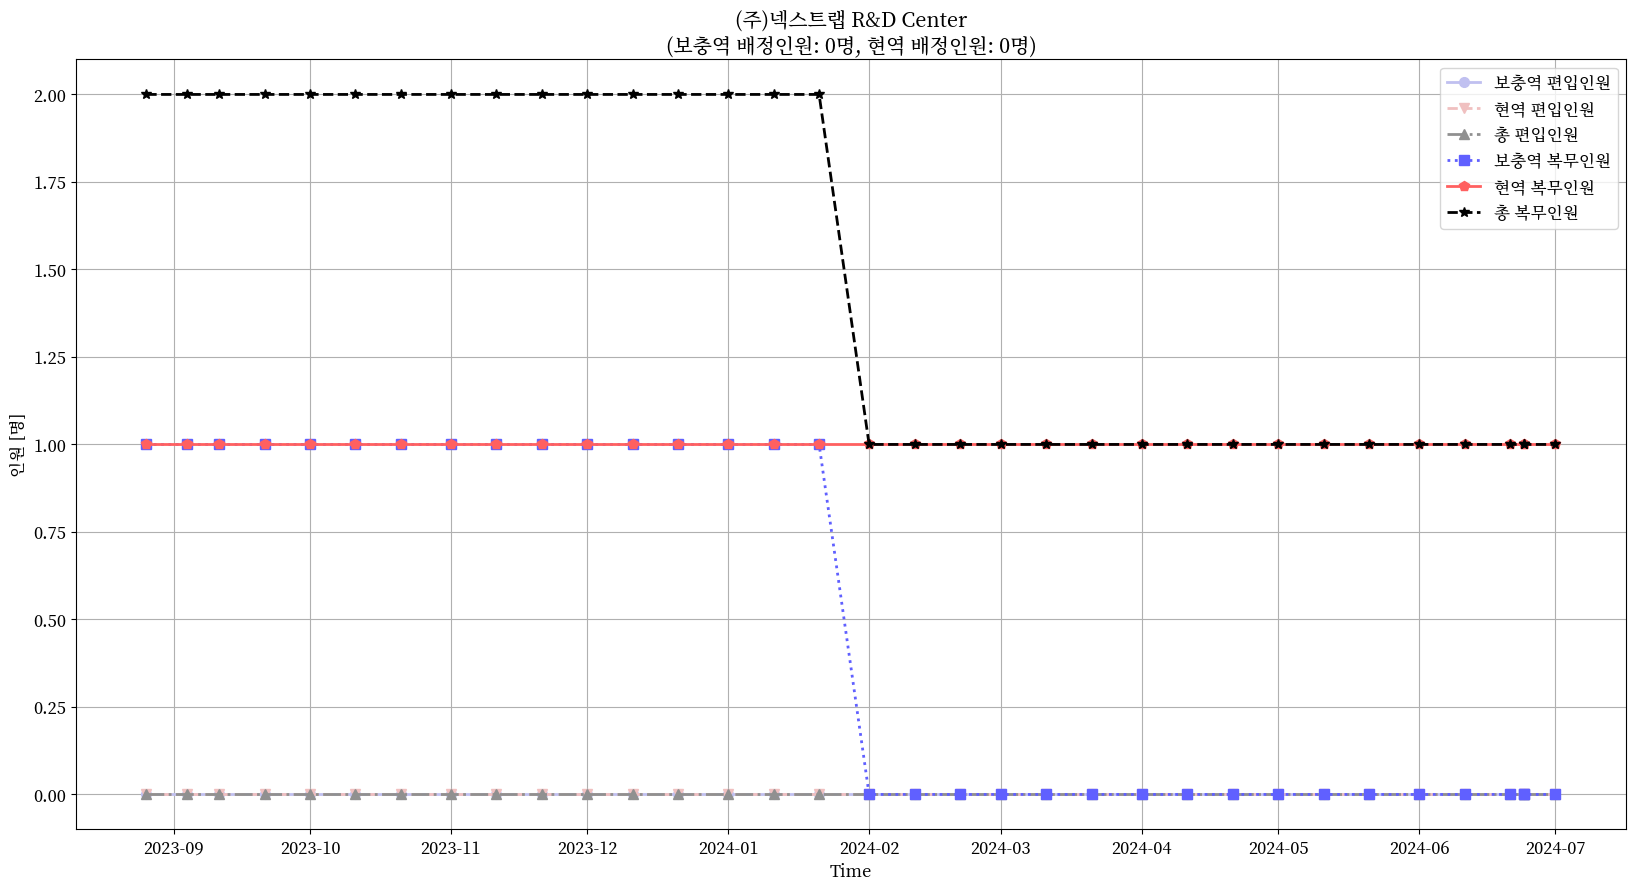 (주)넥스트랩 R&D Center
(보충역 배정인원: 0명, 현역 배정인원: 0명)
보충역 편입인원
현역 편입인원
총 편입인원
보충역 복무인원
현역 복무인원
총 복무인원
인원 [명]
2.00
1.75
1.50
1.25
1.00
0.75
0.50
0.25
0.00
2023-09 2023-10 2023-11 2023-12 2024-01 2024-02 2024-03 2024-04 2024-05 2024-06 2024-07
Time